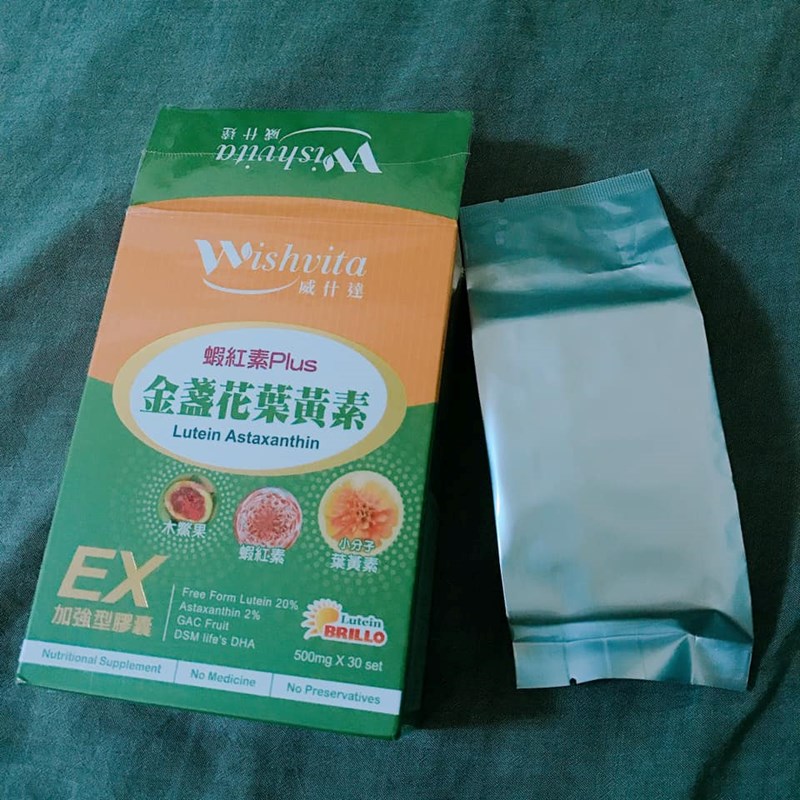 Wishvita
威什達
Wishvita
威什達
蝦紅素Plus
金盞花葉黃素
Lutein Astaxanthin
木鱉果
蝦紅素
小分子
葉黃素
EX
加強型膠囊
Free Form Lutein 20%
Astaxanthin 2%
GAC Fruit
DSM life's DHA
Lutein
BRILLO
500mg X 30 set
Nutritional Supplement
No Medicine
No Preservatives